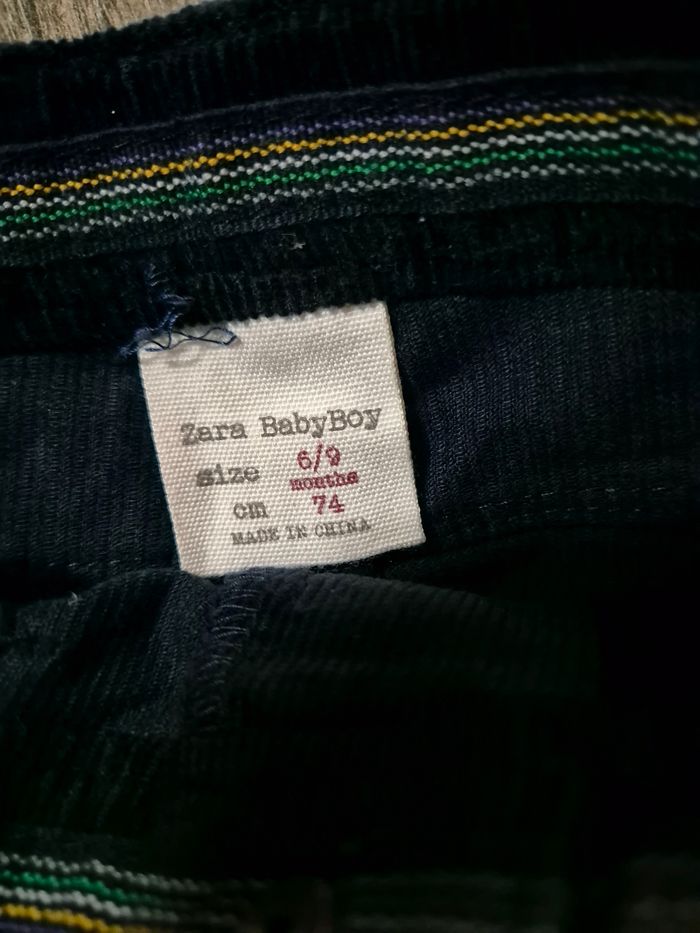 Zara BabyBoy
size 6/9
months
cm 74
MADE IN CHINA